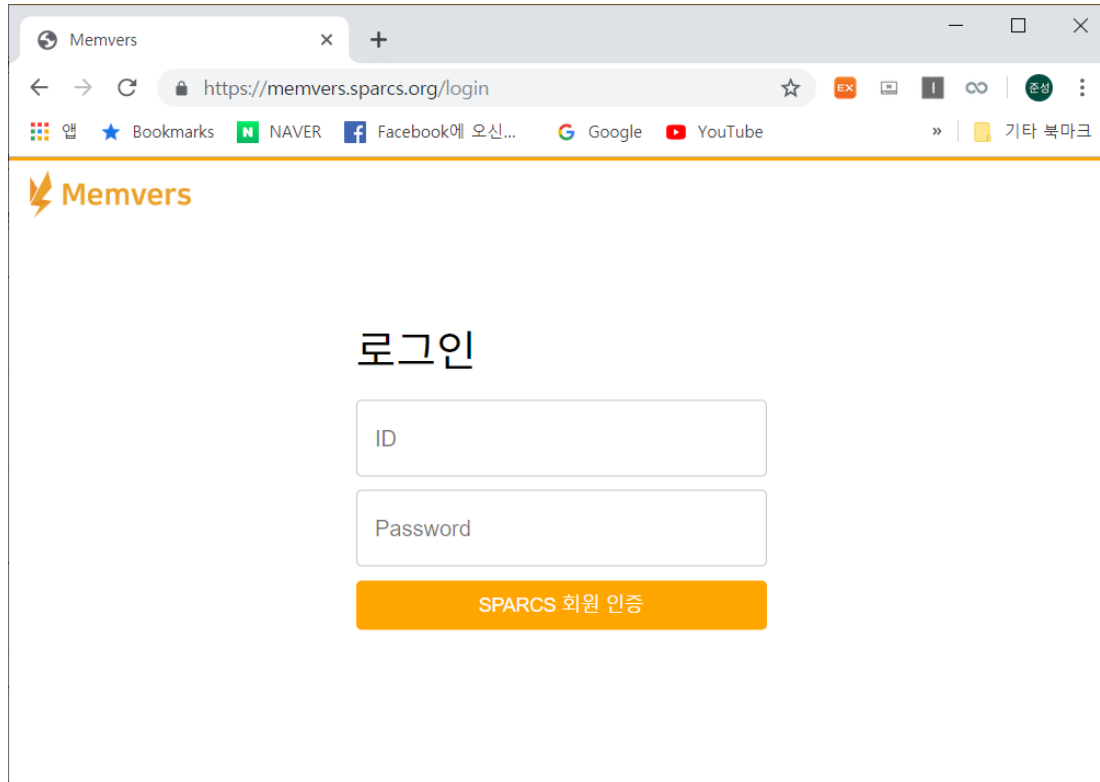 Memvers
https://memvers.sparcs.org/login
EX
준성
앱 Bookmarks N NAVER f Facebook에 오신... G Google YouTube » 기타 북마크
Memvers
로그인
ID
Password
SPARCS 회원 인증